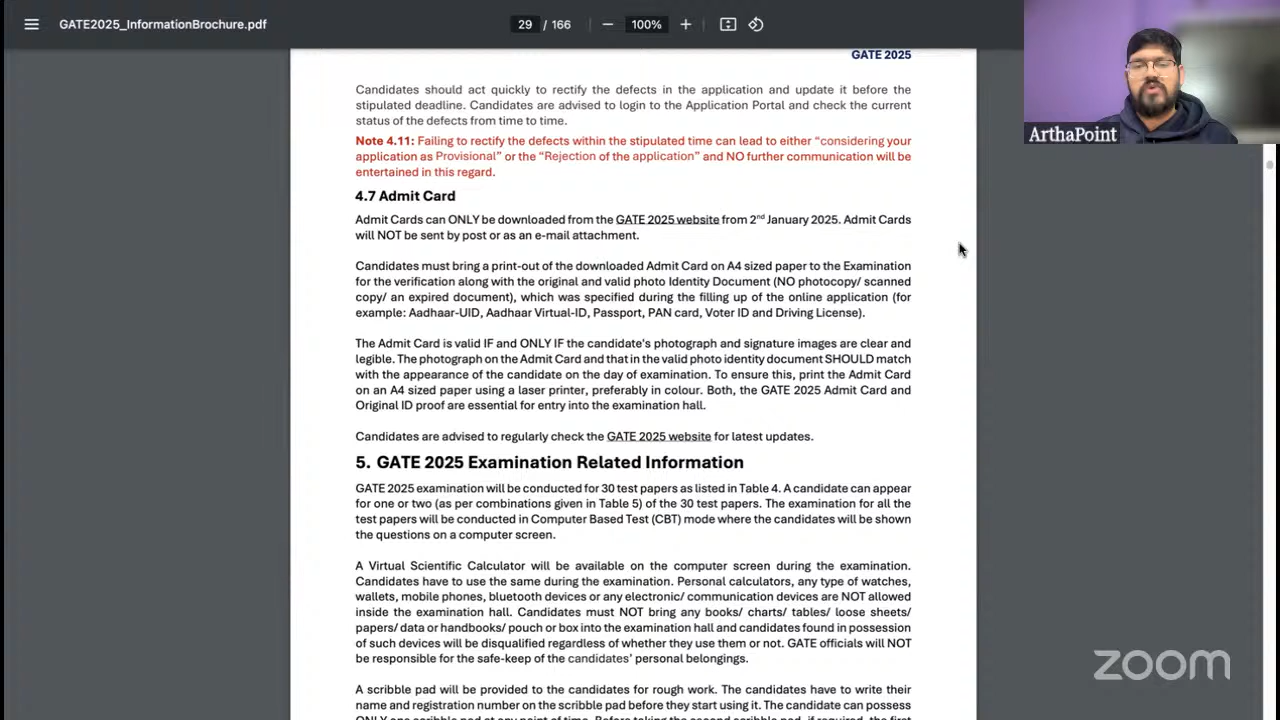 GATE2025_InformationBrochure.pdf
29 / 166
100%
GATE 2025
ArthaPoint
Candidates should act quickly to rectify the defects in the application and update it before the
stipulated deadline. Candidates are advised to login to the Application Portal and check the current
status of the defects from time to time.
Note 4.11: Failing to rectify the defects within the stipulated time can lead to either “considering your
application as Provisional” or the “Rejection of the application” and NO further communication will be
entertained in this regard.
4.7 Admit Card
Admit Cards can ONLY be downloaded from the GATE 2025 website from 2nd January 2025. Admit Cards
will NOT be sent by post or as an e-mail attachment.
Candidates must bring a print-out of the downloaded Admit Card on A4 sized paper to the Examination
for the verification along with the original and valid photo Identity Document (NO photocopy/ scanned
copy/ an expired document), which was specified during the filling up of the online application (for
example: Aadhaar-UID, Aadhaar Virtual-ID, Passport, PAN card, Voter ID and Driving License).
The Admit Card is valid IF and ONLY IF the candidate's photograph and signature images are clear and
legible. The photograph on the Admit Card and that in the valid photo identity document SHOULD match
with the appearance of the candidate on the day of examination. To ensure this, print the Admit Card
on an A4 sized paper using a laser printer, preferably in colour. Both, the GATE 2025 Admit Card and
Original ID proof are essential for entry into the examination hall.
Candidates are advised to regularly check the GATE 2025 website for latest updates.
5. GATE 2025 Examination Related Information
GATE 2025 examination will be conducted for 30 test papers as listed in Table 4. A candidate can appear
for one or two (as per combinations given in Table 5) of the 30 test papers. The examination for all the
test papers will be conducted in Computer Based Test (CBT) mode where the candidates will be shown
the questions on a computer screen.
A Virtual Scientific Calculator will be available on the computer screen during the examination.
Candidates have to use the same during the examination. Personal calculators, any type of watches,
wallets, mobile phones, bluetooth devices or any electronic/ communication devices are NOT allowed
inside the examination hall. Candidates must NOT bring any books/ charts/ tables/ loose sheets/
papers/ data or handbooks/ pouch or box into the examination hall and candidates found in possession
of such devices will be disqualified regardless of whether they use them or not. GATE officials will NOT
be responsible for the safe-keep of the candidates’ personal belongings.
zoom
A scribble pad will be provided to the candidates for rough work. The candidates have to write their
name and registration number on the scribble pad before they start using it. The candidate can possess
ONLY one scribble pad at any point of time. Before taking the second scribble pad, if required, the first